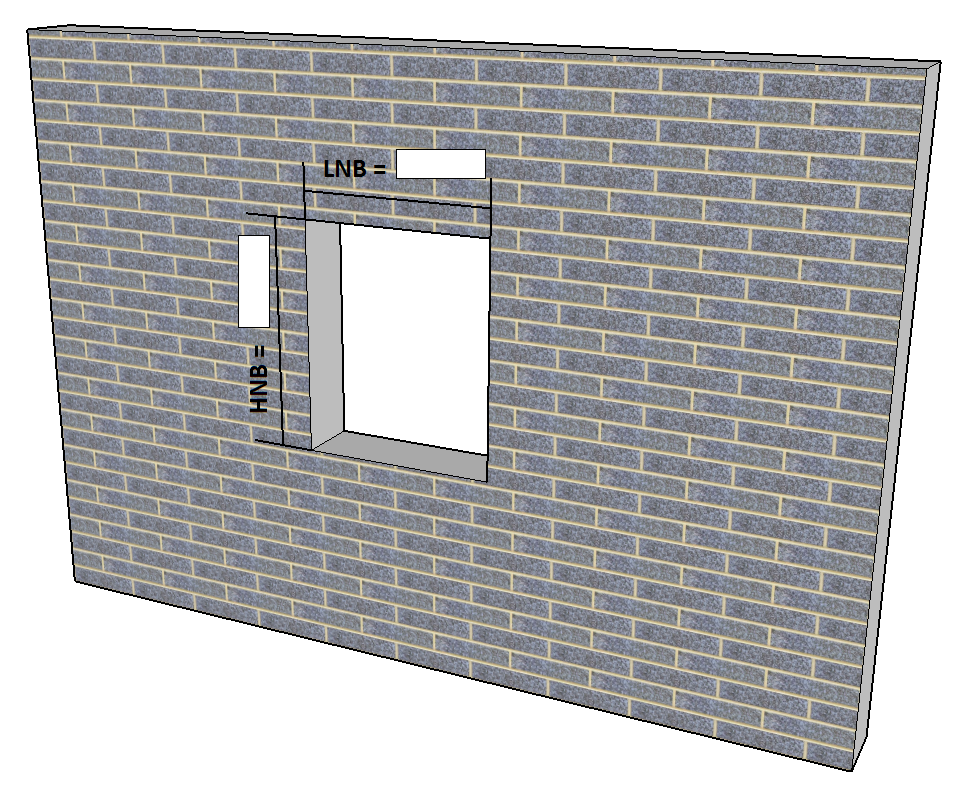 LNB =
HNB =